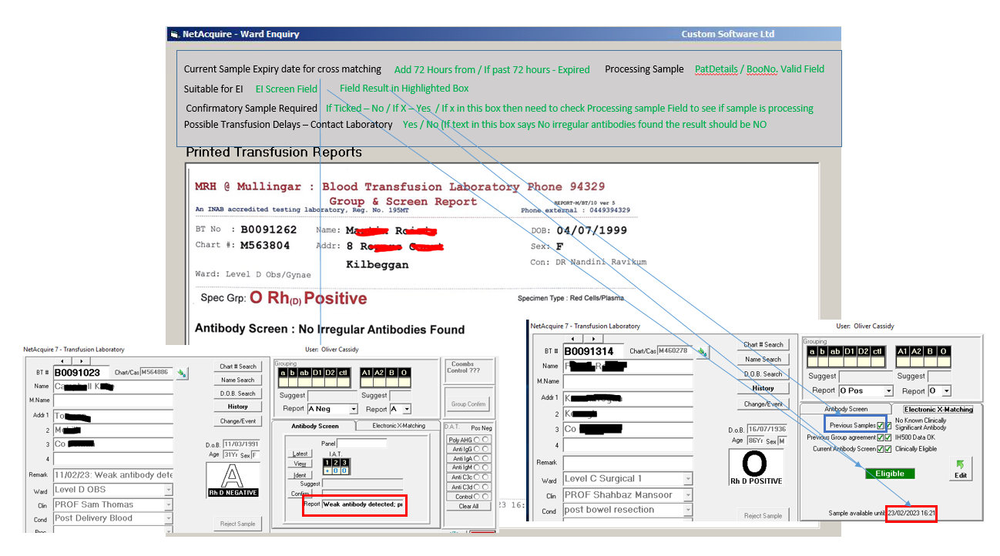 NetAcquire - Ward Enquiry
Custom Software Ltd
Current Sample Expiry date for cross matching Add 72 Hours from / If past 72 hours - Expired Processing Sample PatDetails / BooNo. Valid Field
Suitable for EI EI Screen Field Field Result in Highlighted Box
Confirmatory Sample Required If Ticked – No / If X – Yes / If x in this box then need to check Processing sample Field to see if sample is processing
Possible Transfusion Delays – Contact Laboratory Yes / No (If text in this box says No irregular antibodies found the result should be NO
Printed Transfusion Reports
MRH @ Mullingar : Blood Transfusion Laboratory Phone 94329
Group & Screen Report
REPORT-M/BT/10 ver 5
An INAB accredited testing laboratory, Reg. No. 195MT
Phone external : 0449394329
BT No : B0091262 Name: DOB: 04/07/1999
Chart #: M563804 Addr: 8 Sex: F
Kilbeggan Con: DR Nandini Ravikum
Ward: Level D Obs/Gynae
Spec Grp: O Rh(D) Positive
Specimen Type : Red Cells/Plasma
Antibody Screen : No Irregular Antibodies Found
23 16:
NetAcquire 7 - Transfusion Laboratory User: Oliver Cassidy
BT # B0091023 Chart/Cas M564886
Name
M.Name
Addr 1
2
3 Co
4
Remark 11/02/23: Weak antibody dete
Ward Level D OBS
Clin PROF Sam Thomas
Cond Post Delivery Blood
Proc
Chart # Search
Name Search
D.O.B. Search
History
Change/Event
D.o.B. 11/03/1991
Age 31Yr Sex F
A
Rh D NEGATIVE
Reject Sample
Grouping
a b ab D1 D2 ctl A1 A2 B O
Suggest Suggest
Report A Neg Report A
Coombs
Control ???
Group Confirm
Antibody Screen Electronic X-Matching
Panel
Latest I.A.T.
View 1 2 3
Ident + 0 0
Suggest
Confirm
Report Weak antibody detected; pr
D.A.T. Pos Neg
Poly AHG
Anti IgG
Anti IgA
Anti IgM
Anti C3c
Anti C3d
Control
Clear All
NetAcquire 7 - Transfusion Laboratory User: Oliver Cassidy
BT # B0091314 Chart/Cas M460278
Name
M.Name
Addr 1
2
3 Co
4
Remark
Ward Level C Surgical 1
Clin PROF Shahbaz Mansoor
Cond post bowel resection
Chart # Search
Name Search
D.O.B. Search
History
Change/Event
D.o.B. 16/07/1936
Age 86Yr Sex M
O
Rh D POSITIVE
Reject Sample
Grouping
a b ab D1 D2 ctl A1 A2 B O
Suggest Suggest
Report O Pos Report O
Antibody Screen Electronic X-Matching
Previous Samples No Known Clinically
Significant Antibody
Previous Group agreement IH500 Data OK
Current Antibody Screen Clinically Eligible
Eligible
Edit
Sample available until: 23/02/2023 16:21